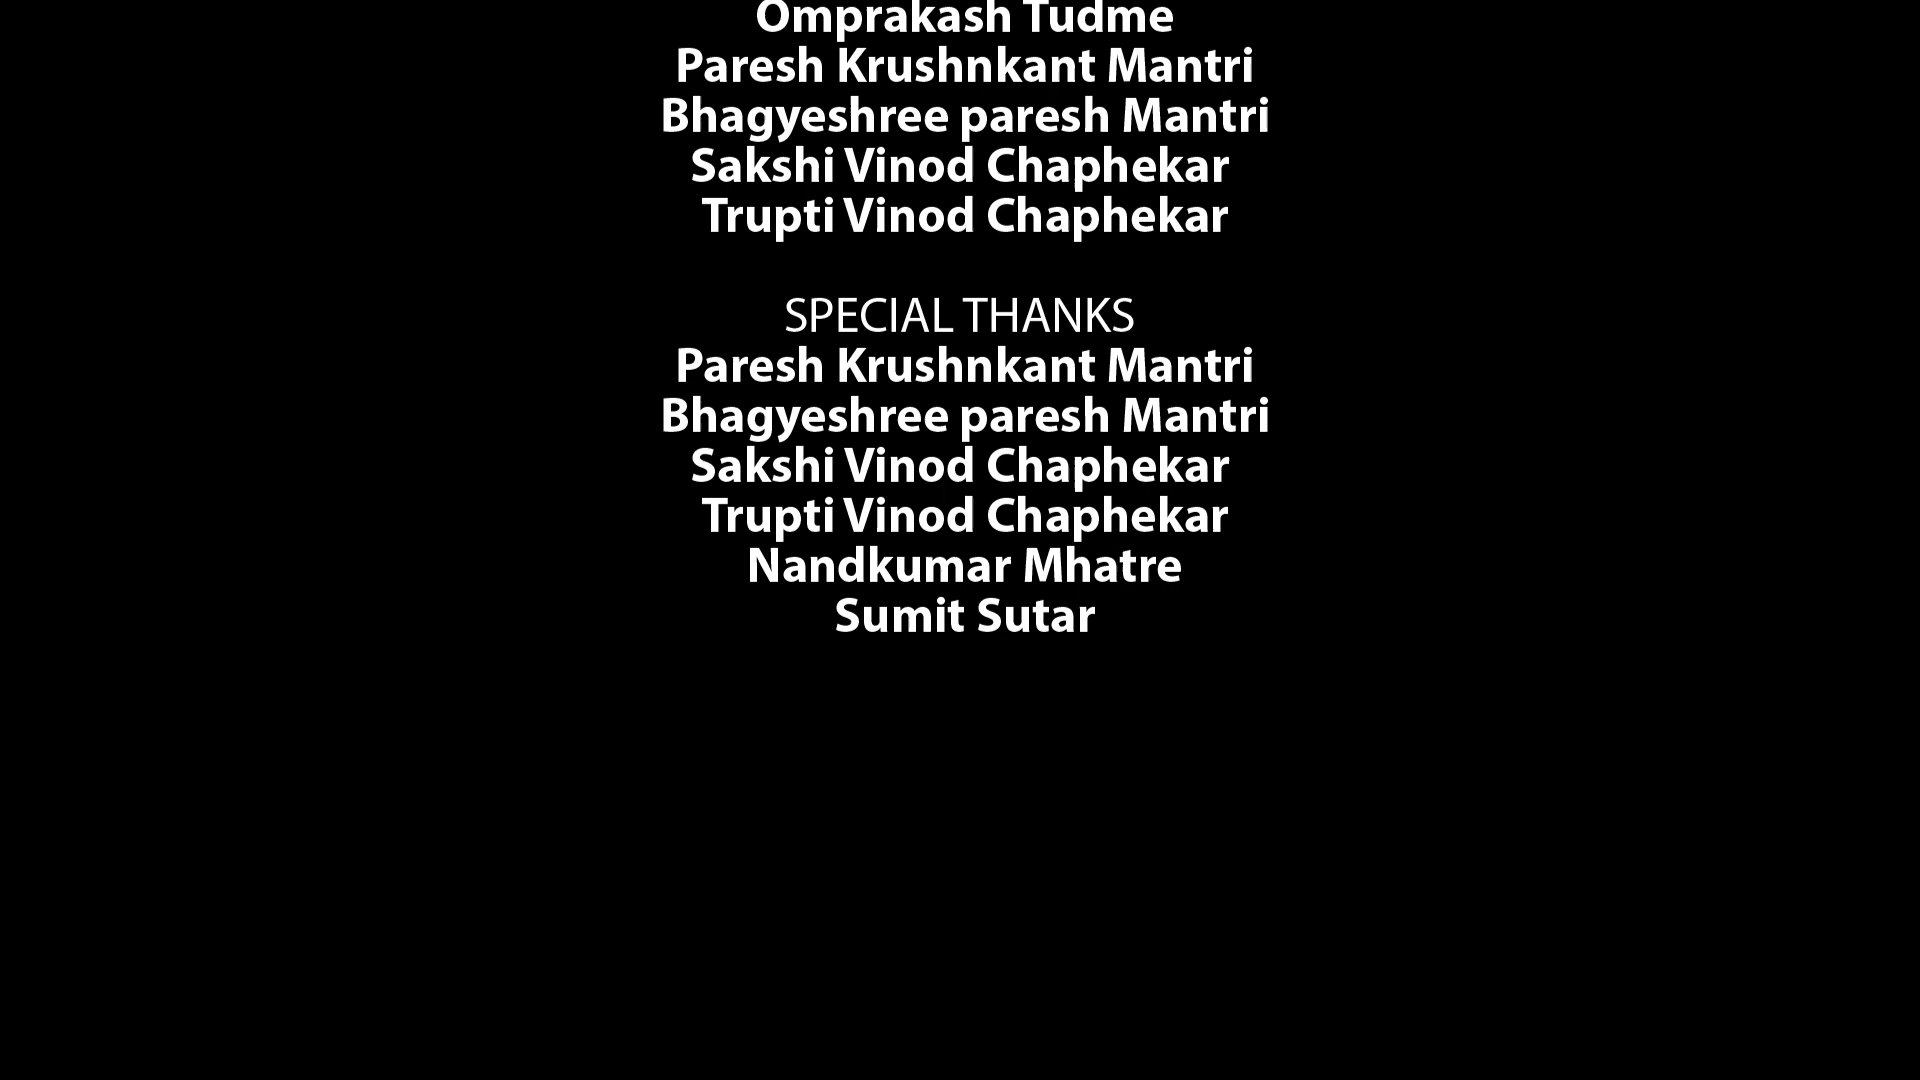 Omprakash Tudme
Paresh Krushnkant Mantri
Bhagyeshree paresh Mantri
Sakshi Vinod Chaphekar
Trupti Vinod Chaphekar
SPECIAL THANKS
Paresh Krushnkant Mantri
Bhagyeshree paresh Mantri
Sakshi Vinod Chaphekar
Trupti Vinod Chaphekar
Nandkumar Mhatre
Sumit Sutar